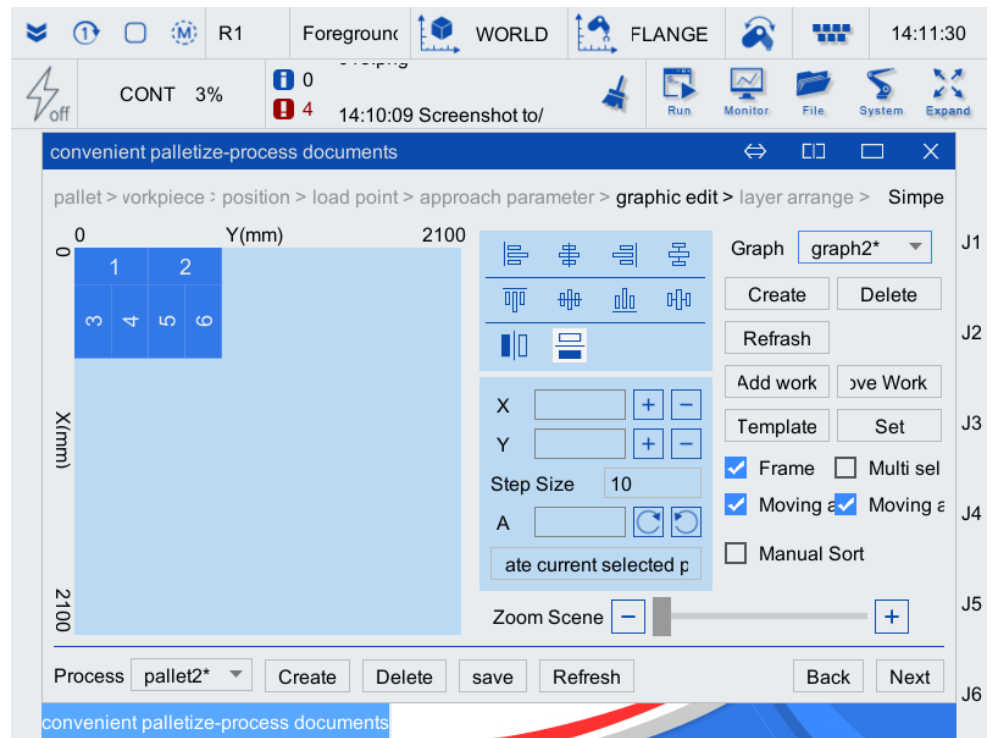 1 M R1 Foreground WORLD FLANGE 14:11:30
off CONT 3% 0
4 14:10:09 Screenshot to/
Run Monitor File System Expand
convenient palletize-process documents
pallet > vorkpiece : position > load point > approach parameter > graphic edit > layer arrange > Simpe
0 Y(mm) 2100
0
1 2
3 4 5 6
X(mm)
2100
X
Y
Step Size 10
A
ate current selected p
Zoom Scene
Graph graph2*
Create Delete
Refrash
Add work ove Work
Template Set
Frame Multi sel
Moving a Moving a
Manual Sort
J1
J2
J3
J4
J5
J6
Process pallet2* Create Delete save Refresh Back Next
convenient palletize-process documents